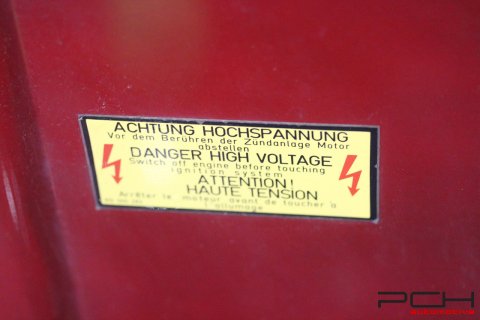 ACHTUNG HOCHSPANNUNG
Vor dem Berühren der Zündanlage Motor
abstellen
DANGER HIGH VOLTAGE
Switch off engine before touching
ignition system
ATTENTION!
HAUTE TENSION
Arrêter le moteur avant de toucher à
l'allumage
PCH